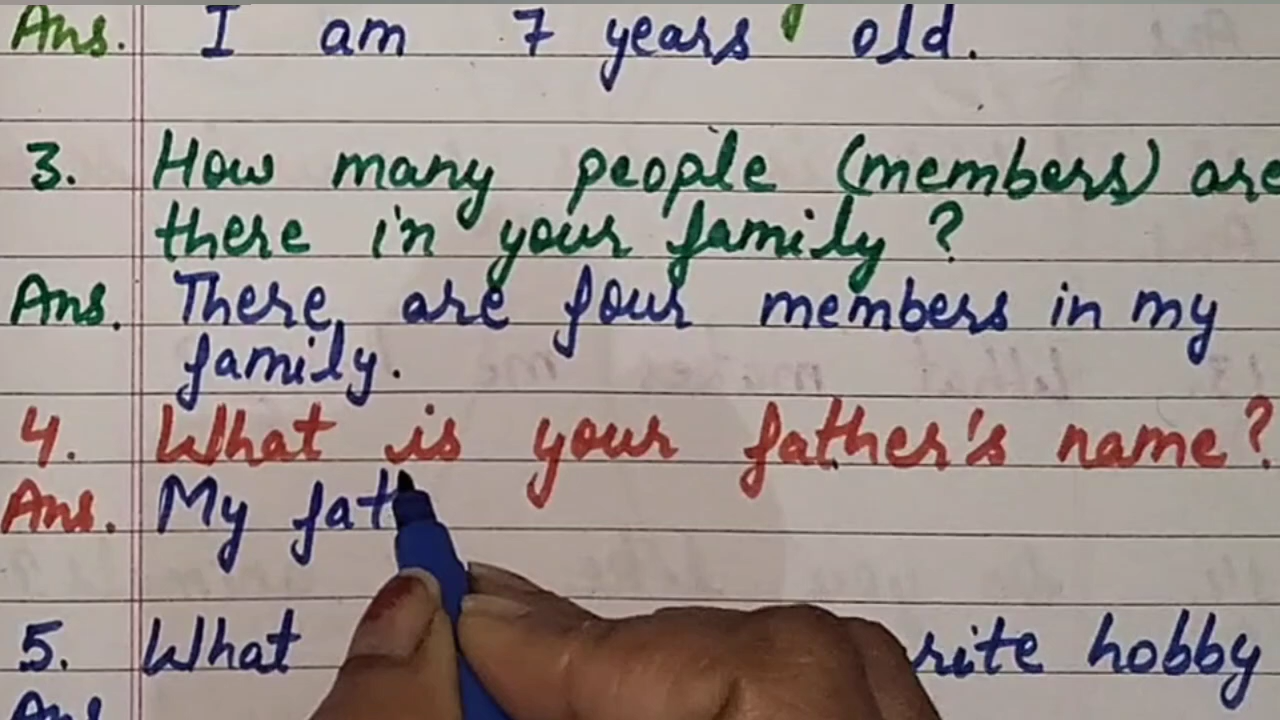 Ans. I am 7 years old.
3. How many people (members) are
there in your family ?
Ans. There are four members in my
family.
4. What is your father's name?
Ans. My fat
5. What rite hobby
Ans